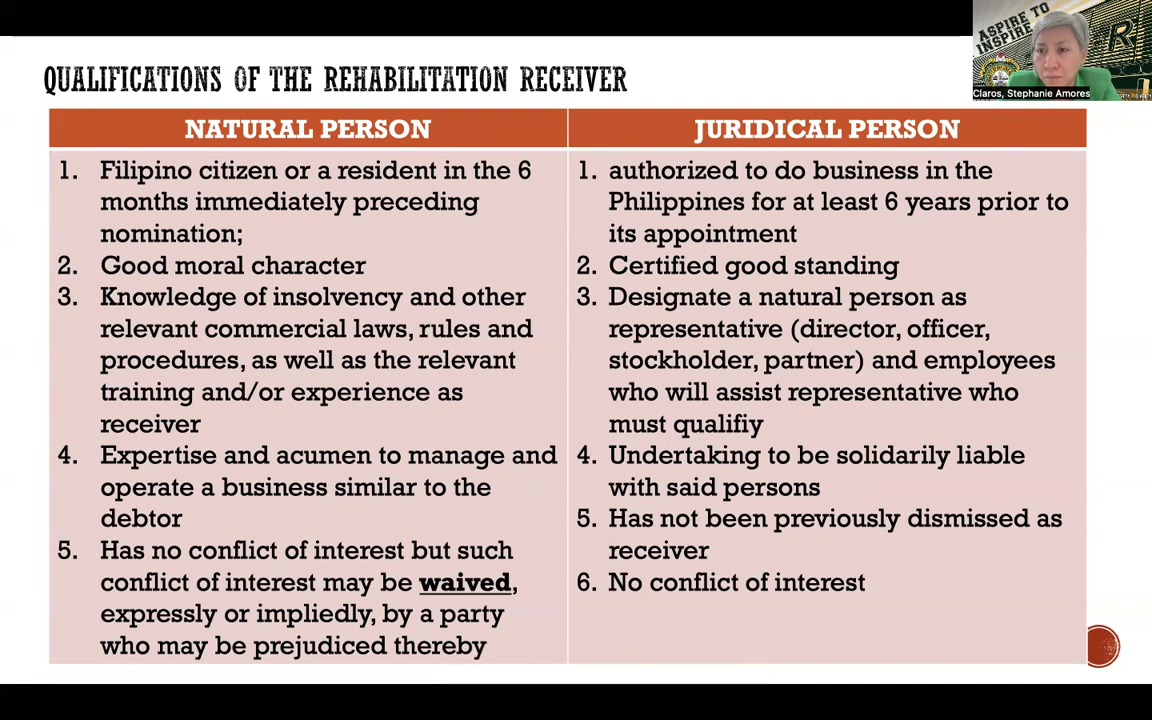 ASPIRE TO
INSPIRE
R
Claros, Stephanie Amores
QUALIFICATIONS OF THE REHABILITATION RECEIVER
NATURAL PERSON
1. Filipino citizen or a resident in the 6
months immediately preceding
nomination;
2. Good moral character
3. Knowledge of insolvency and other
relevant commercial laws, rules and
procedures, as well as the relevant
training and/or experience as
receiver
4. Expertise and acumen to manage and
operate a business similar to the
debtor
5. Has no conflict of interest but such
conflict of interest may be waived,
expressly or impliedly, by a party
who may be prejudiced thereby
JURIDICAL PERSON
1. authorized to do business in the
Philippines for at least 6 years prior to
its appointment
2. Certified good standing
3. Designate a natural person as
representative (director, officer,
stockholder, partner) and employees
who will assist representative who
must qualifiy
4. Undertaking to be solidarily liable
with said persons
5. Has not been previously dismissed as
receiver
6. No conflict of interest